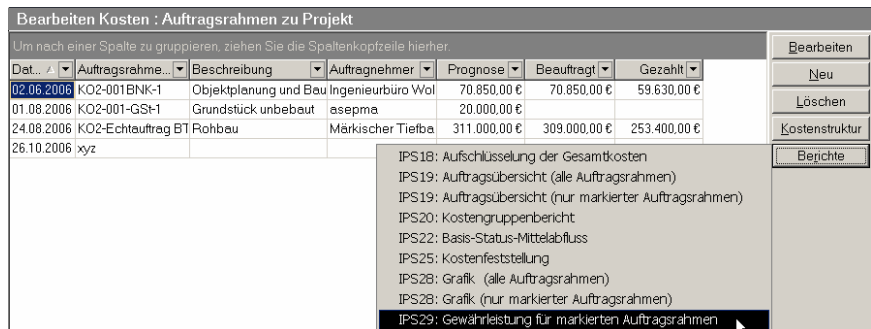 Bearbeiten Kosten : Auftragsrahmen zu Projekt
Um nach einer Spalte zu gruppieren, ziehen Sie die Spaltenkopfzeile hierher.
Dat... Auftragsrahme... Beschreibung Auftragnehmer Prognose Beauftragt Gezahlt
02.06.2006 KO2-001BNK-1 Objektplanung und Bau Ingenieurbüro Wol 70.850,00 € 70.850,00 € 59.630,00 €
01.08.2006 KO2-001-GSt-1 Grundstück unbebaut asepma 20.000,00 €
24.08.2006 KO2-Echtauftrag BT Rohbau Märkischer Tiefba 311.000,00 € 309.000,00 € 253.400,00 €
26.10.2006 xyz
Bearbeiten
Neu
Löschen
Kostenstruktur
Berichte
IPS18: Aufschlüsselung der Gesamtkosten
IPS19: Auftragsübersicht (alle Auftragsrahmen)
IPS19: Auftragsübersicht (nur markierter Auftragsrahmen)
IPS20: Kostengruppenbericht
IPS22: Basis-Status-Mittelabfluss
IPS25: Kostenfeststellung
IPS28: Grafik (alle Auftragsrahmen)
IPS28: Grafik (nur markierter Auftragsrahmen)
IPS29: Gewährleistung für markierten Auftragsrahmen